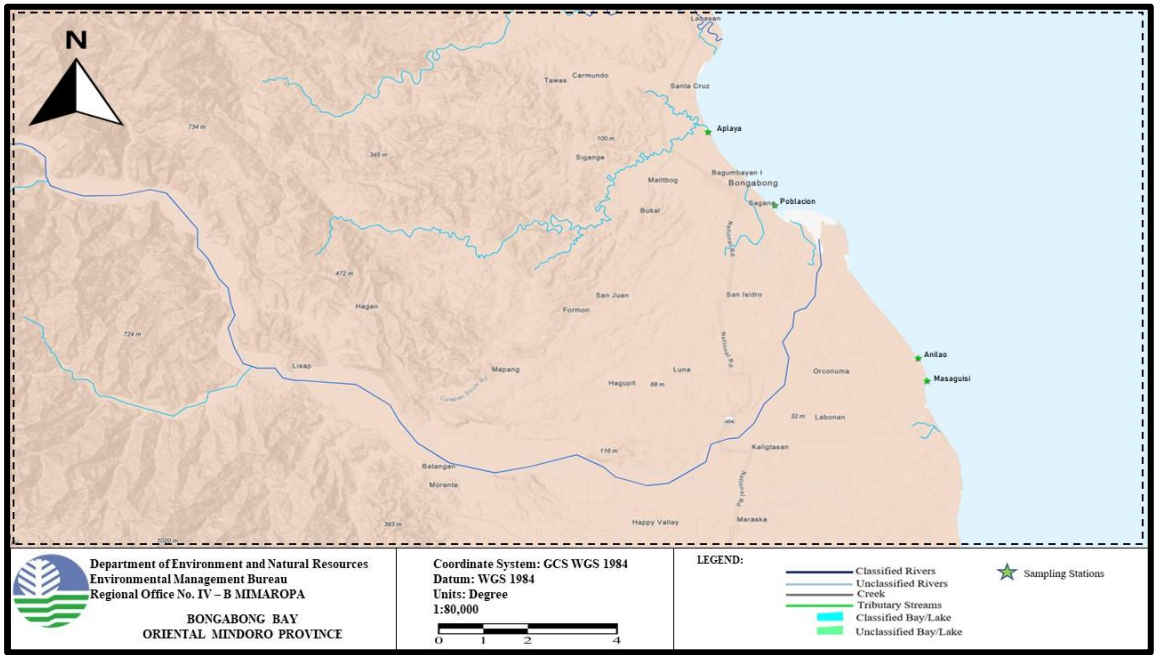 N
Labasan
Tawas
Carmundo
Santa Cruz
734 m
345 m
100 m
Aplaya
Sigange
Malitbog
Bagumbayan I
Bongabong
Sagana
Poblacion
Bukal
National Rd
472 m
Hagan
San Juan
Formon
San Isidro
724 m
National Rd
Anilao
Lisap
Mapang
Luna
Orconuma
Masaguisi
Hagupit
68 m
32 m
Labonan
Kaligtasan
116 m
Batangan
Morente
National Rd
Happy Valley
Maraska
393 m
1020 m
Department of Environment and Natural Resources
Environmental Management Bureau
Regional Office No. IV – B MIMAROPA
BONGABONG BAY
ORIENTAL MINDORO PROVINCE
Coordinate System: GCS WGS 1984
Datum: WGS 1984
Units: Degree
1:80,000
0 1 2 4
LEGEND:
Classified Rivers
Unclassified Rivers
Creek
Tributary Streams
Classified Bay/Lake
Unclassified Bay/Lake
Sampling Stations